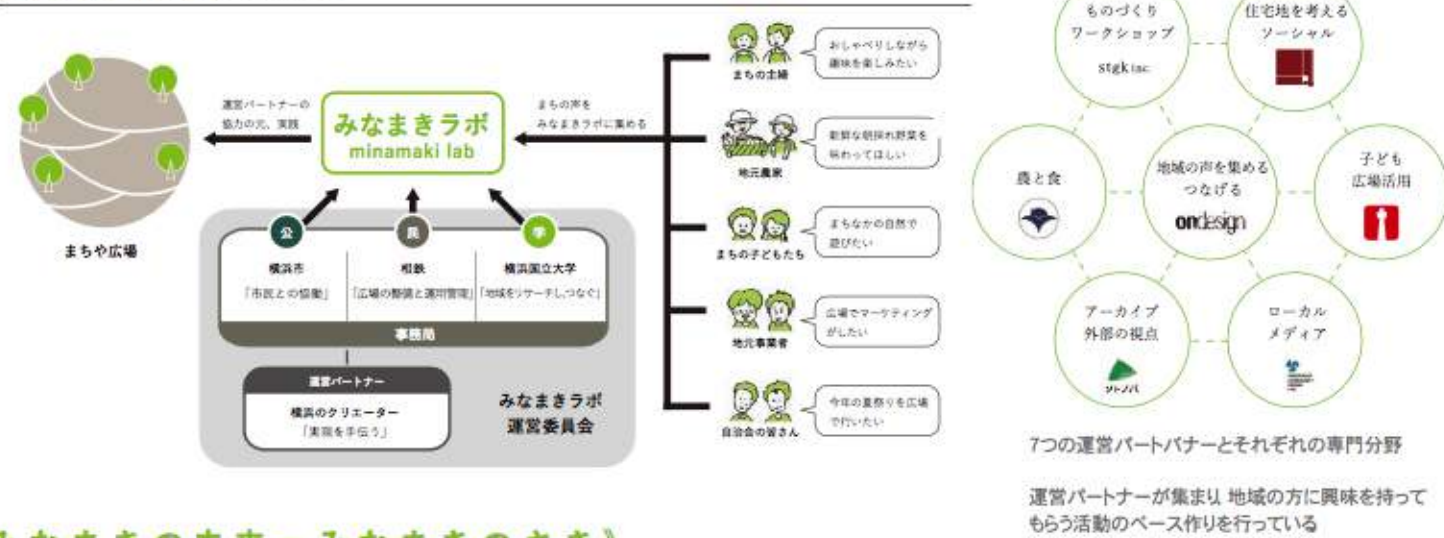 まちや広場
運営パートナーの
協力の元、実践
みなまきラボ
minamaki lab
まちの声を
みなまきラボに集める
公
民
学
横浜市
「市民との協働」
相鉄
「広場の整備と運用管理」
横浜国立大学
「地域をリサーチし、つなぐ」
事務局
運営パートナー
横浜のクリエーター
「実現を手伝う」
みなまきラボ
運営委員会
まちの主婦
おしゃべりしながら
趣味を楽しみたい
地元農家
新鮮な朝採れ野菜を
味わってほしい
まちの子どもたち
まちなかの自然で
遊びたい
地元事業者
広場でマーケティング
がしたい
自治会の皆さん
今年の夏祭りを広場
で行いたい
ものづくり
ワークショップ
stgk inc.
住宅地を考える
ソーシャル
農と食
地域の声を集める
つなげる
ondesign
子ども
広場活用
アーカイブ
外部の視点
ソトノバ
ローカル
メディア
7つの運営パートバナーとそれぞれの専門分野
運営パートナーが集まり、地域の方に興味を持って
もらう活動のベース作りを行っている